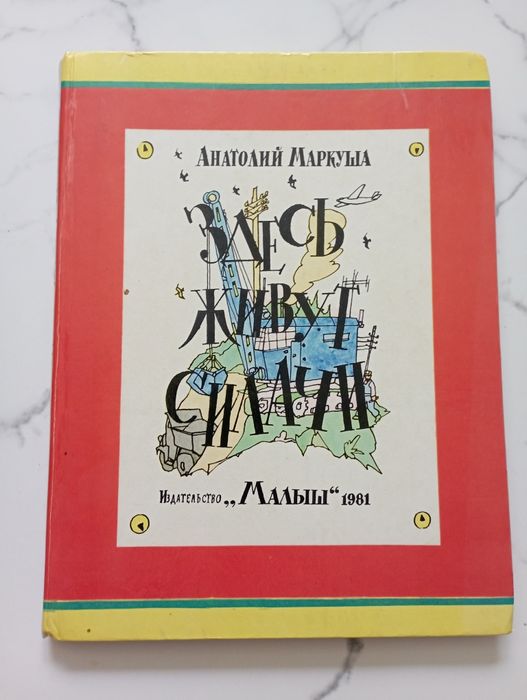 Анатолий Маркуша
Здесь
живут
силачи
Издательство „Малыш“ 1981